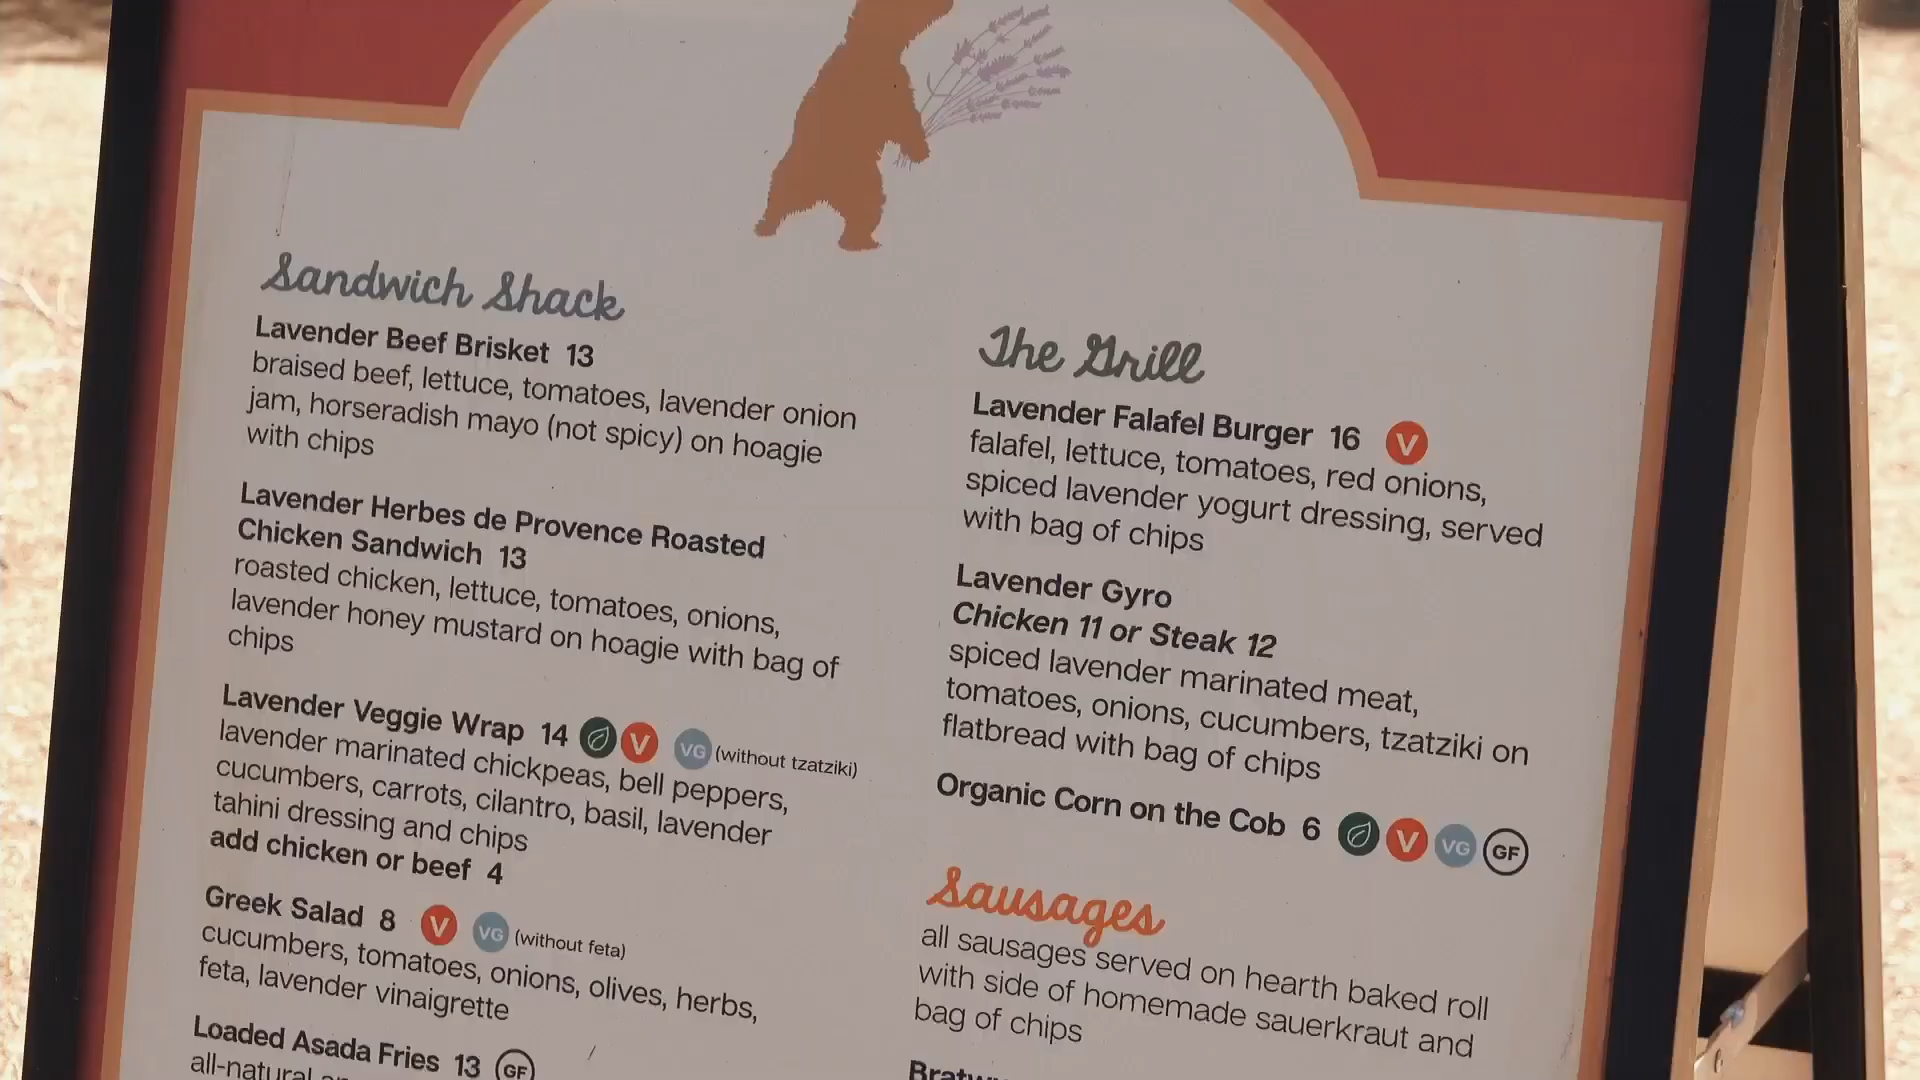 Sandwich Shack
Lavender Beef Brisket 13
braised beef, lettuce, tomatoes, lavender onion
jam, horseradish mayo (not spicy) on hoagie
with chips
Lavender Herbes de Provence Roasted
Chicken Sandwich 13
roasted chicken, lettuce, tomatoes, onions,
lavender honey mustard on hoagie with bag of
chips
Lavender Veggie Wrap 14 V VG (without tzatziki)
lavender marinated chickpeas, bell peppers,
cucumbers, carrots, cilantro, basil, lavender
tahini dressing and chips
add chicken or beef 4
Greek Salad 8 V VG (without feta)
cucumbers, tomatoes, onions, olives, herbs,
feta, lavender vinaigrette
Loaded Asada Fries 13 GF
all-natural
The Grill
Lavender Falafel Burger 16 V
falafel, lettuce, tomatoes, red onions,
spiced lavender yogurt dressing, served
with bag of chips
Lavender Gyro
Chicken 11 or Steak 12
spiced lavender marinated meat,
tomatoes, onions, cucumbers, tzatziki on
flatbread with bag of chips
Organic Corn on the Cob 6 V VG GF
Sausages
all sausages served on hearth baked roll
with side of homemade sauerkraut and
bag of chips